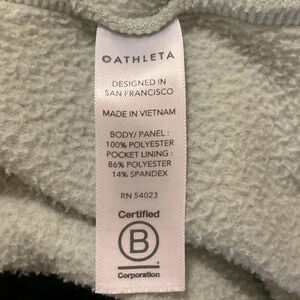 ATHLETA
DESIGNED IN
SAN FRANCISCO
MADE IN VIETNAM
BODY/ PANEL :
100% POLYESTER
POCKET LINING :
86% POLYESTER
14% SPANDEX
RN 54023
Certified
B
Corporation